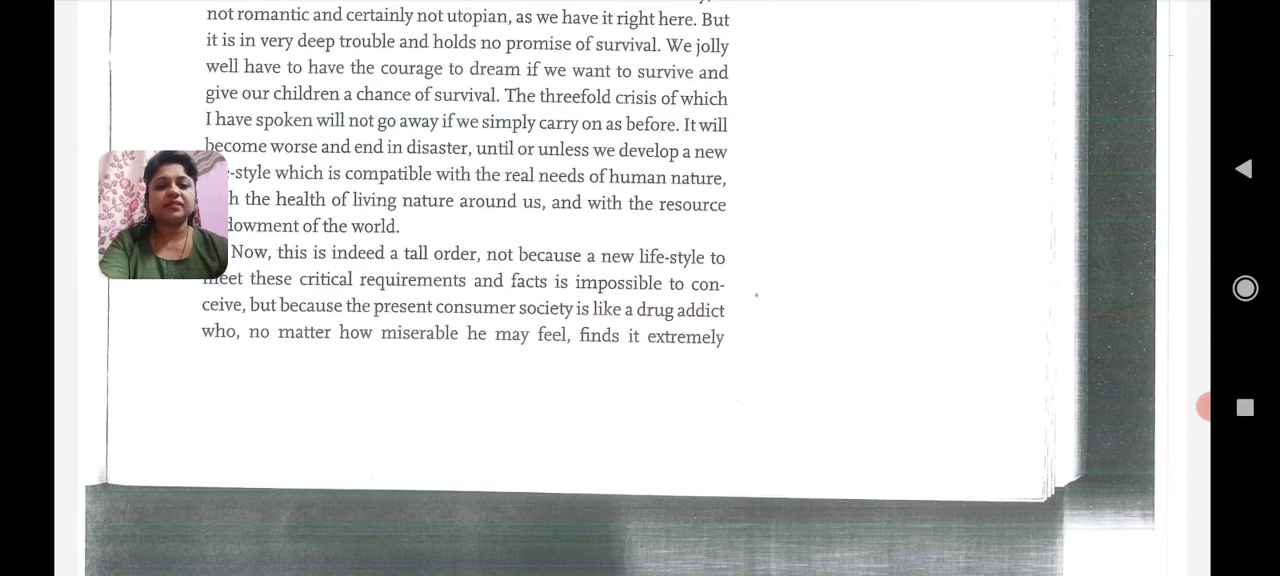 not romantic and certainly not utopian, as we have it right here. But
it is in very deep trouble and holds no promise of survival. We jolly
well have to have the courage to dream if we want to survive and
give our children a chance of survival. The threefold crisis of which
I have spoken will not go away if we simply carry on as before. It will
become worse and end in disaster, until or unless we develop a new
-style which is compatible with the real needs of human nature,
h the health of living nature around us, and with the resource
dowment of the world.
Now, this is indeed a tall order, not because a new life-style to
meet these critical requirements and facts is impossible to con-
ceive, but because the present consumer society is like a drug addict
who, no matter how miserable he may feel, finds it extremely